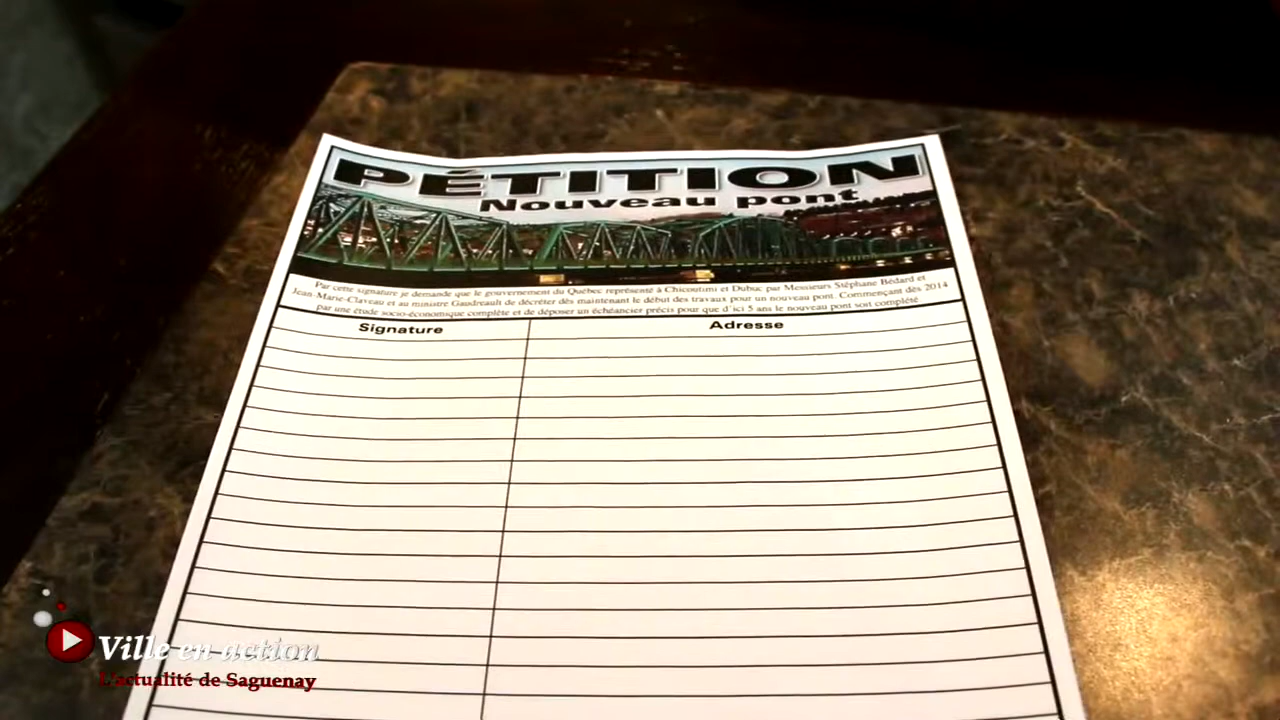 PÉTITION
Nouveau pont
Par cette signature je demande que le gouvernement du Québec représenté à Chicoutimi et Dubuc par Messieurs Stéphane Bédard et
Jean-Marie-Claveau et au ministre Gaudreault de décréter dès maintenant le début des travaux pour un nouveau pont. Commençant dès 2014
par une étude socio-économique complète et de déposer un échéancier précis pour que d'ici 5 ans le nouveau pont soit complété
Signature Adresse
Ville en action
L'actualité de Saguenay